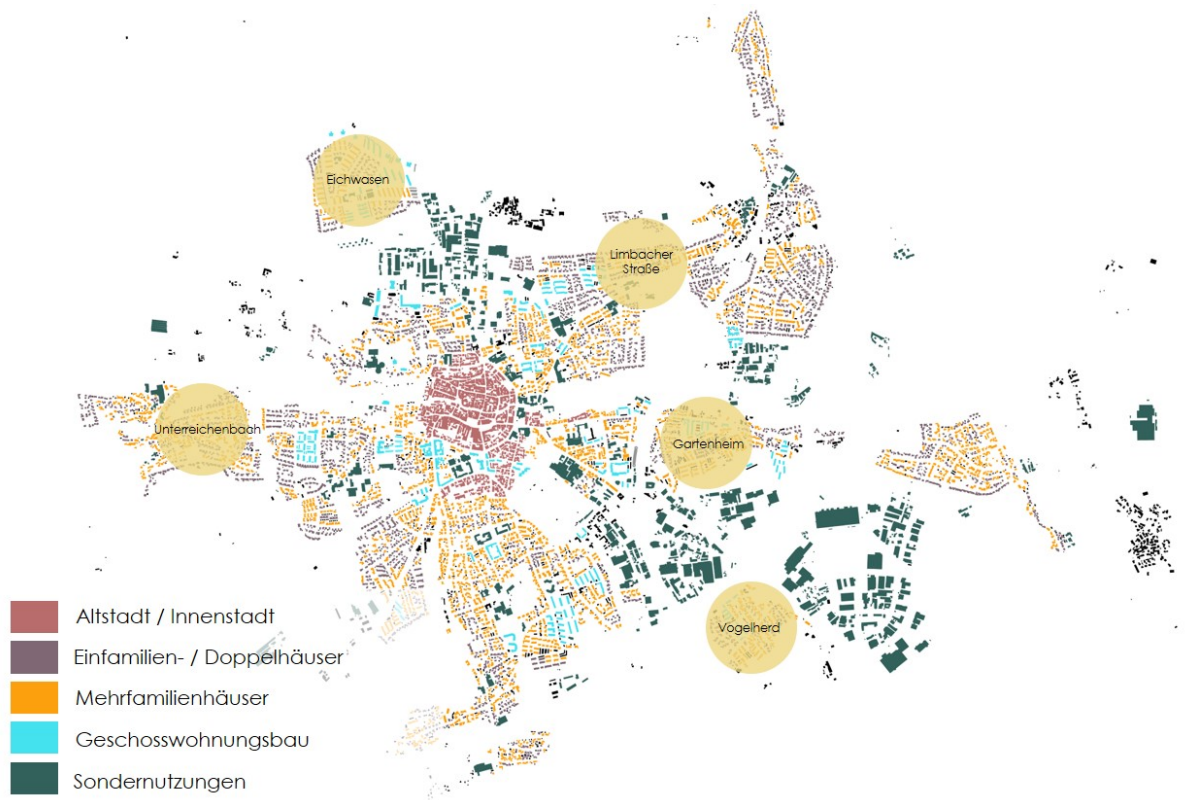 Eichwasen
Limbacher
Straße
Unterreichenbach
Gartenheim
Vogelherd
Altstadt / Innenstadt
Einfamilien- / Doppelhäuser
Mehrfamilienhäuser
Geschosswohnungsbau
Sondernutzungen